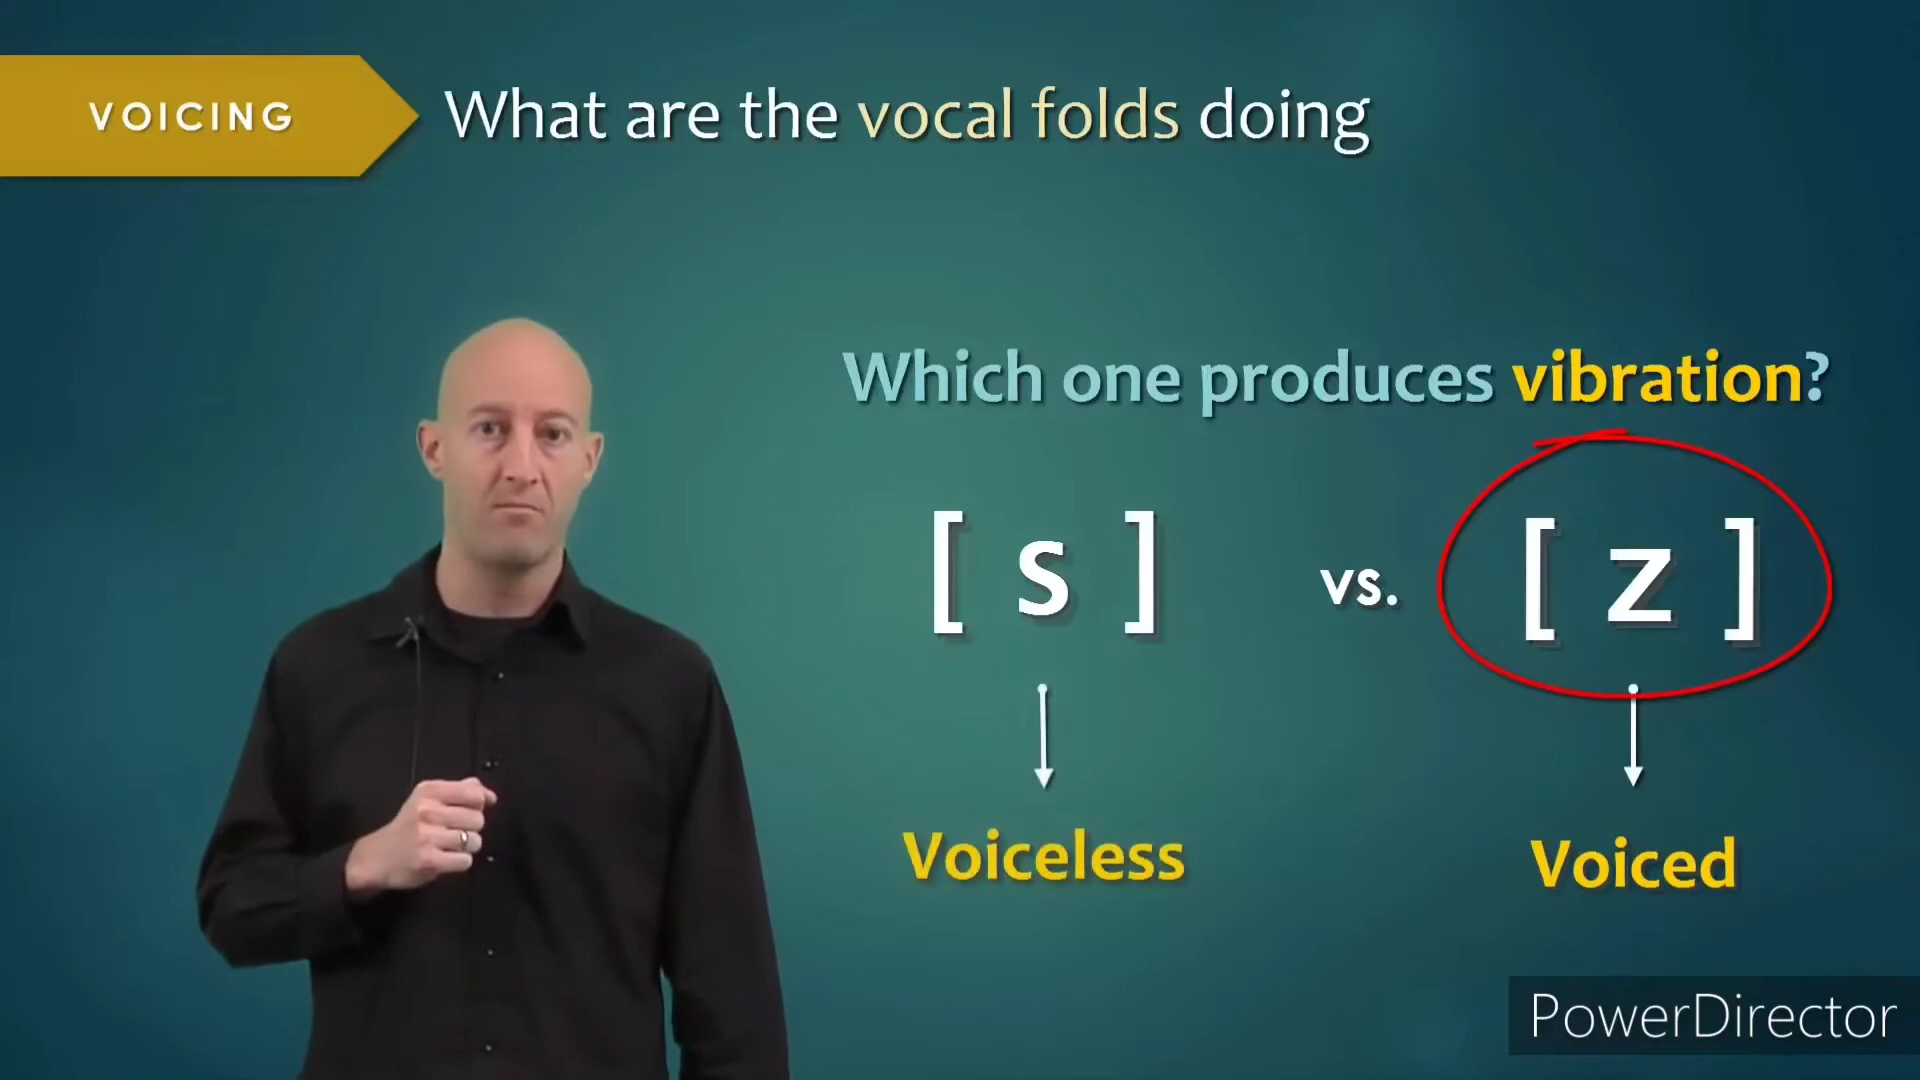 VOICING
What are the vocal folds doing
Which one produces vibration?
[ s ] vs. [ z ]
Voiceless Voiced
PowerDirector